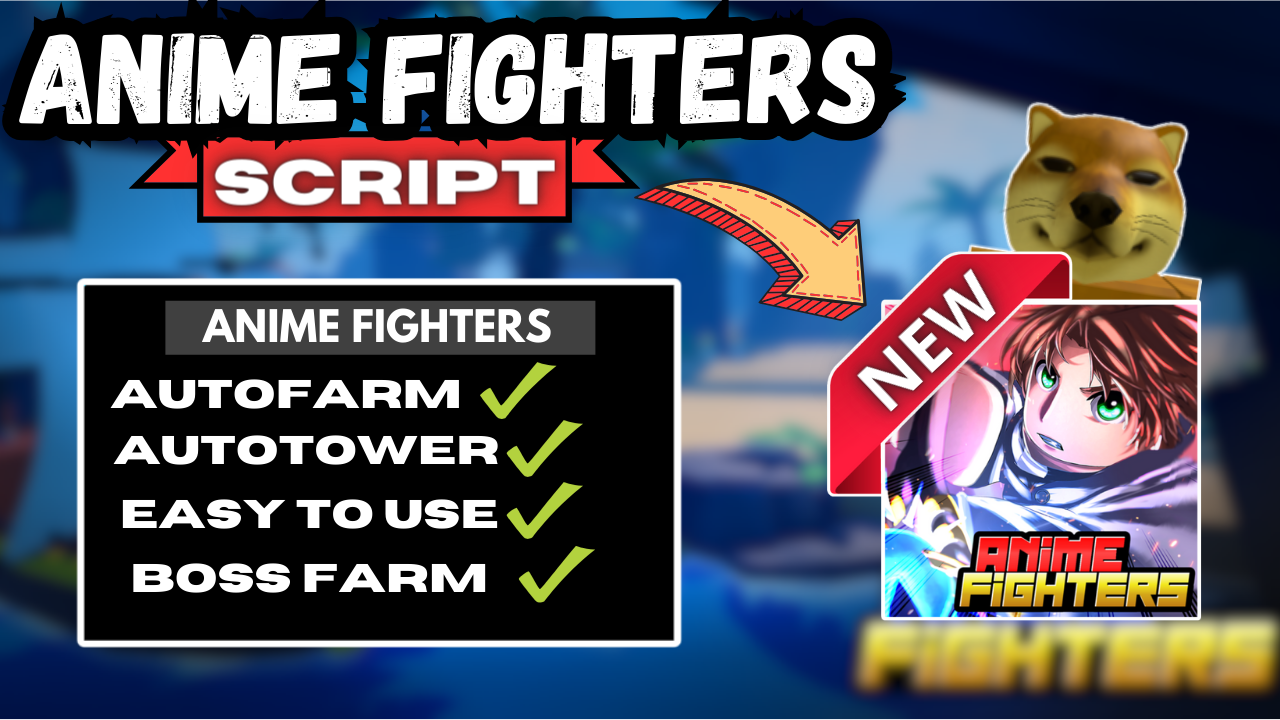 ANIME FIGHTERS
SCRIPT
ANIME FIGHTERS
AUTOFARM
AUTOTOWER
EASY TO USE
BOSS FARM
NEW
ANiME
FiGHTERS
FiGHTERS